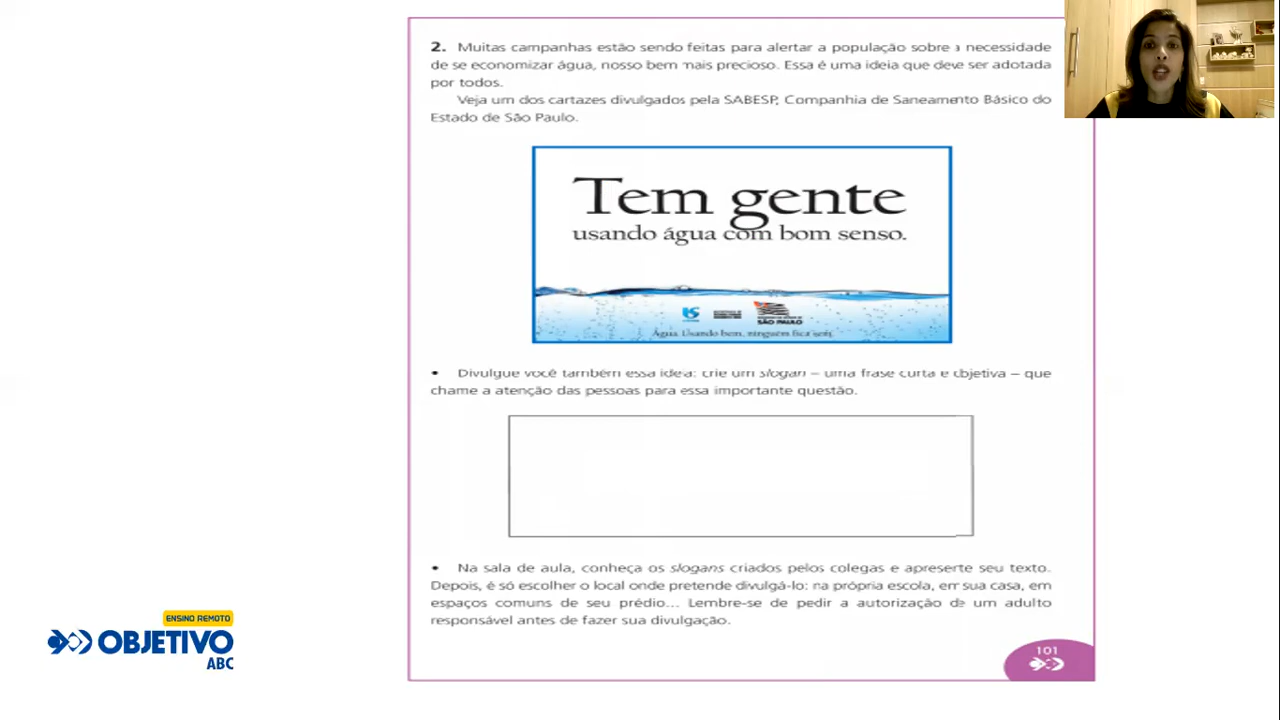 2. Muitas campanhas estão sendo feitas para alertar a população sobre a necessidade
de se economizar água, nosso bem mais precioso. Essa é uma ideia que deve ser adotada
por todos.
Veja um dos cartazes divulgados pela SABESP, Companhia de Saneamento Básico do
Estado de São Paulo.
Tem gente
usando água com bom senso.
SÃO PAULO
Água. Usando bem, ninguém fica sem.
• Divulgue você também essa ideia: crie um slogan – uma frase curta e objetiva – que
chame a atenção das pessoas para essa importante questão.
• Na sala de aula, conheça os slogans criados pelos colegas e apresente seu texto.
Depois, é só escolher o local onde pretende divulgá-lo: na própria escola, em sua casa, em
espaços comuns de seu prédio... Lembre-se de pedir a autorização de um adulto
responsável antes de fazer sua divulgação.
101
ENSINO REMOTO
OBJETIVO
ABC